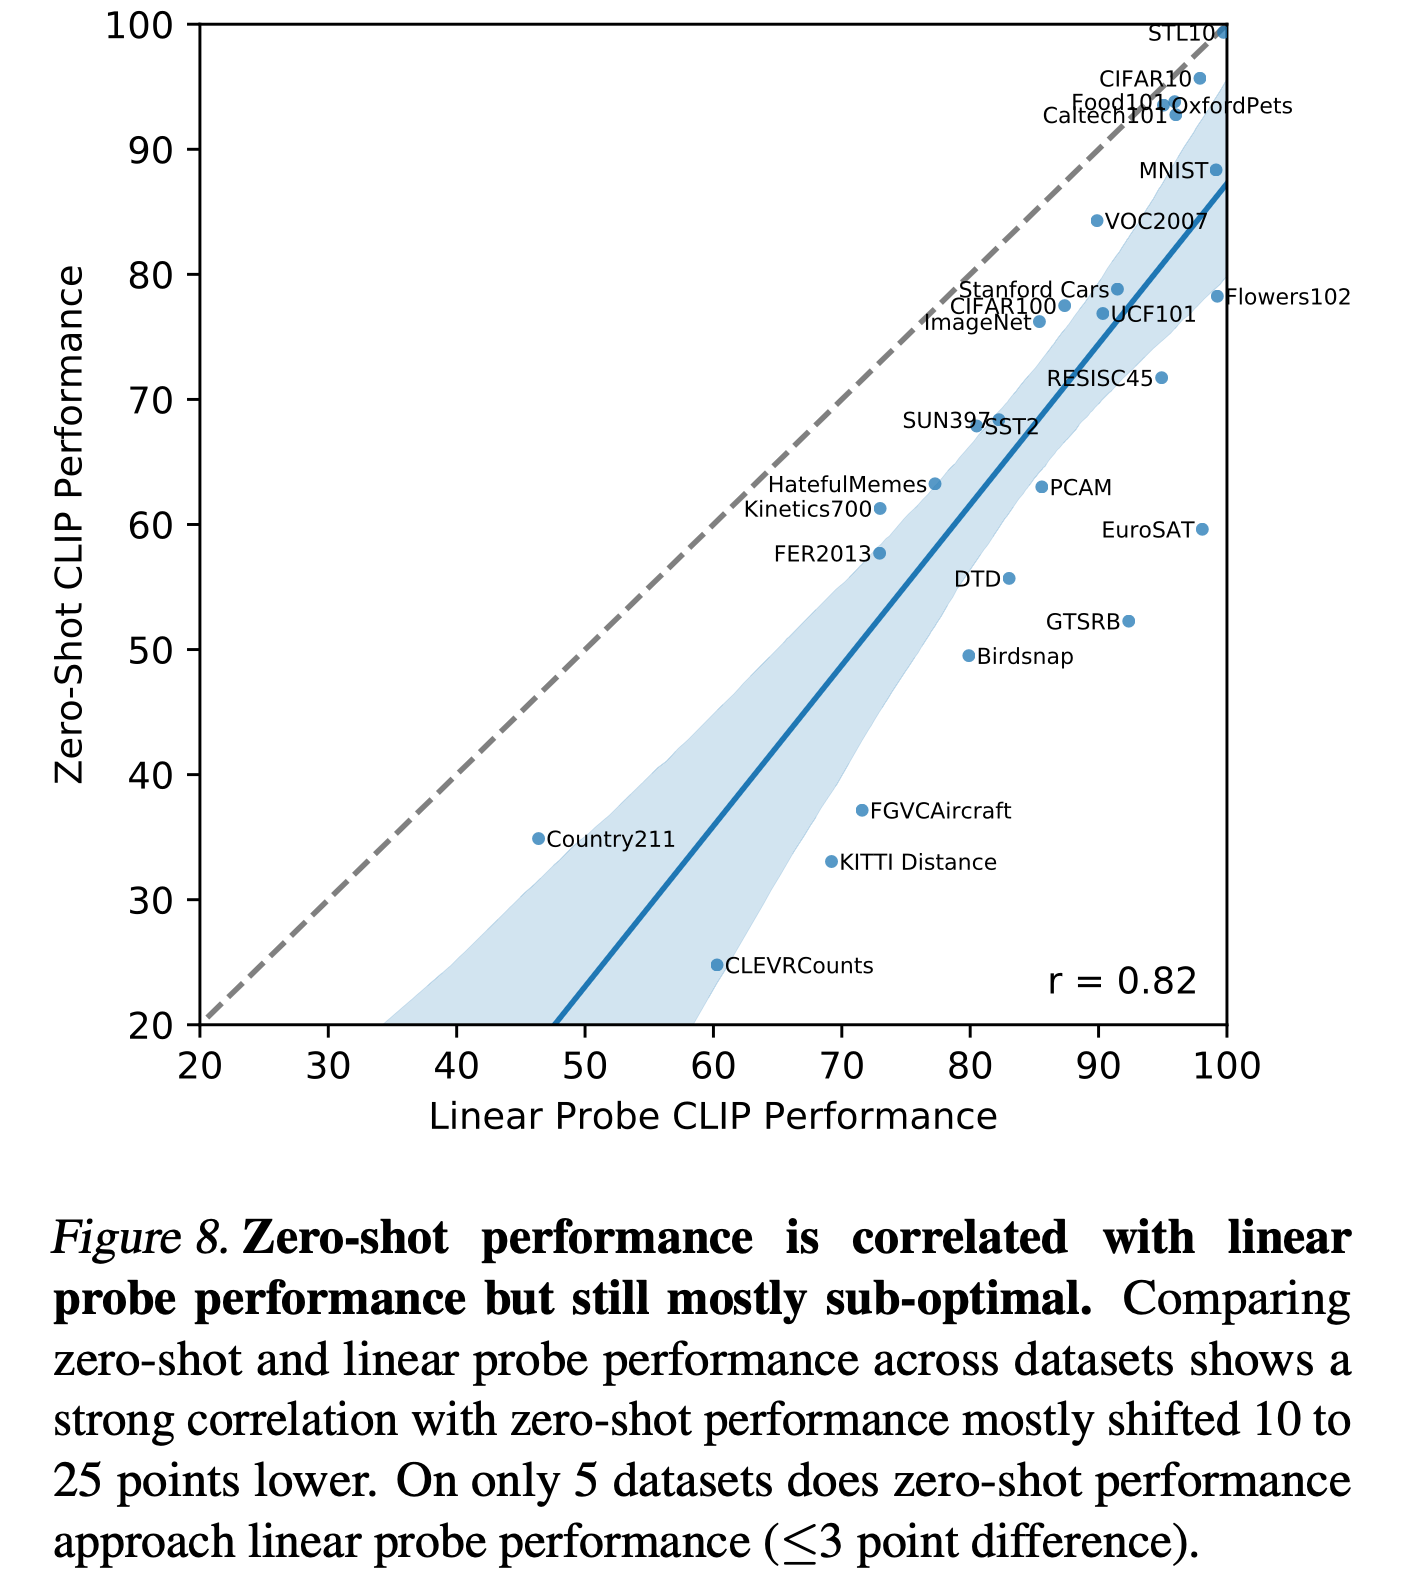 100
90
80
70
60
50
40
30
20
Zero-Shot CLIP Performance
STL10
CIFAR10
Food101
OxfordPets
Caltech101
MNIST
VOC2007
Stanford Cars
Flowers102
CIFAR100
UCF101
ImageNet
RESISC45
SUN397
SST2
HatefulMemes
PCAM
Kinetics700
EuroSAT
FER2013
DTD
GTSRB
Birdsnap
FGVCAircraft
Country211
KITTI Distance
CLEVRCounts
r = 0.82
20 30 40 50 60 70 80 90 100
Linear Probe CLIP Performance
Figure 8. Zero-shot performance is correlated with linear
probe performance but still mostly sub-optimal. Comparing
zero-shot and linear probe performance across datasets shows a
strong correlation with zero-shot performance mostly shifted 10 to
25 points lower. On only 5 datasets does zero-shot performance
approach linear probe performance (≤3 point difference).